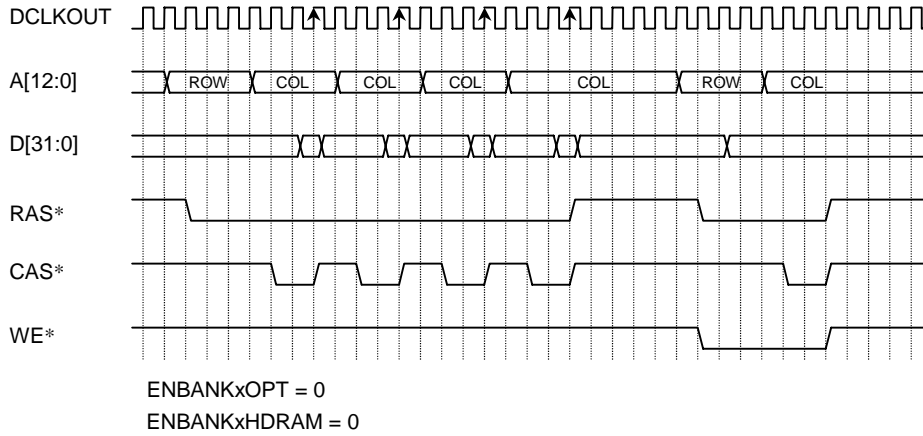 DCLKOUT
A[12:0] ROW COL COL COL COL ROW COL
D[31:0]
RAS*
CAS*
WE*
ENBANKxOPT = 0
ENBANKxHDRAM = 0